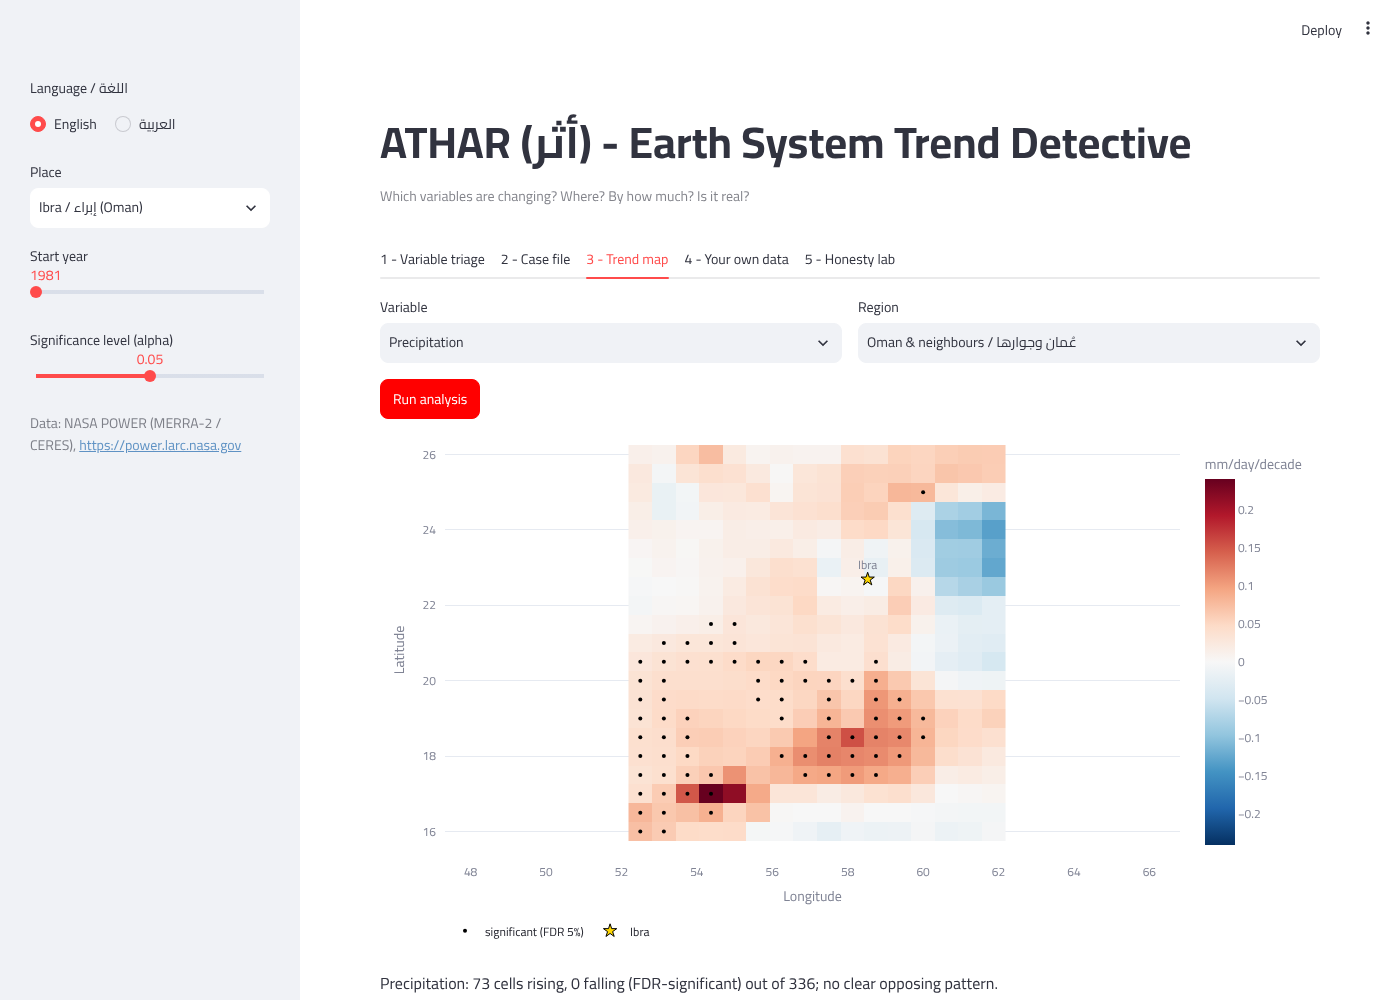 Deploy
Language / اللغة
English
العربية
Place
Ibra / إبراء (Oman)
Start year
1981
Significance level (alpha)
0.05
Data: NASA POWER (MERRA-2 /
CERES), https://power.larc.nasa.gov
ATHAR (أثر) - Earth System Trend Detective
Which variables are changing? Where? By how much? Is it real?
1 - Variable triage
2 - Case file
3 - Trend map
4 - Your own data
5 - Honesty lab
Variable
Region
Precipitation
Oman & neighbours / عُمان وجوارها
Run analysis
mm/day/decade
0.2
0.15
0.1
0.05
0
−0.05
−0.1
−0.15
−0.2
26
24
22
20
18
16
Latitude
Ibra
48
50
52
54
56
58
60
62
64
66
Longitude
significant (FDR 5%)
Ibra
Precipitation: 73 cells rising, 0 falling (FDR-significant) out of 336; no clear opposing pattern.